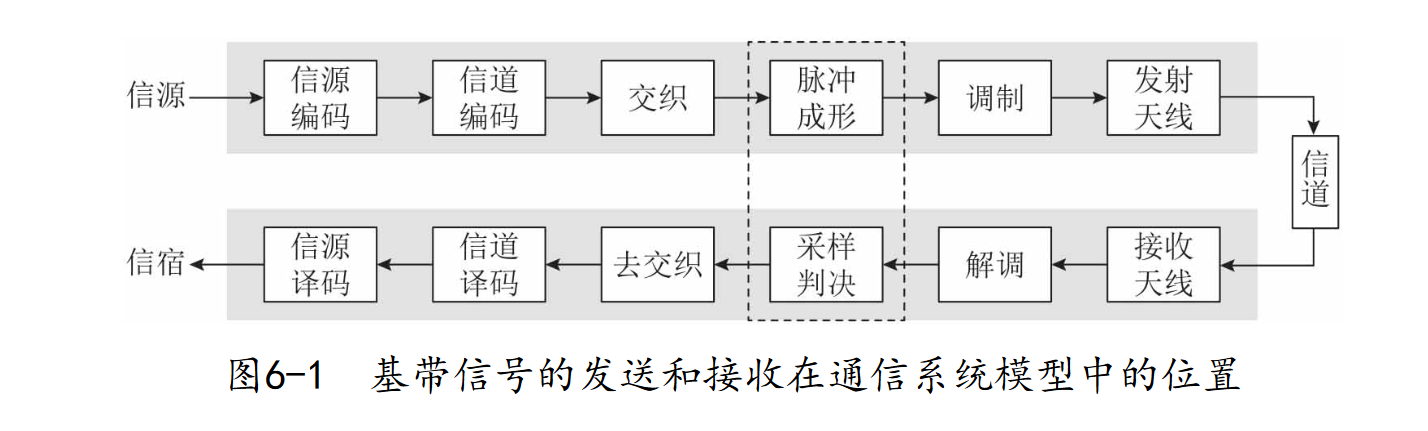 信源
信源
编码
信道
编码
交织
脉冲
成形
调制
发射
天线
信道
信宿
信源
译码
信道
译码
去交织
采样
判决
解调
接收
天线
图6-1 基带信号的发送和接收在通信系统模型中的位置